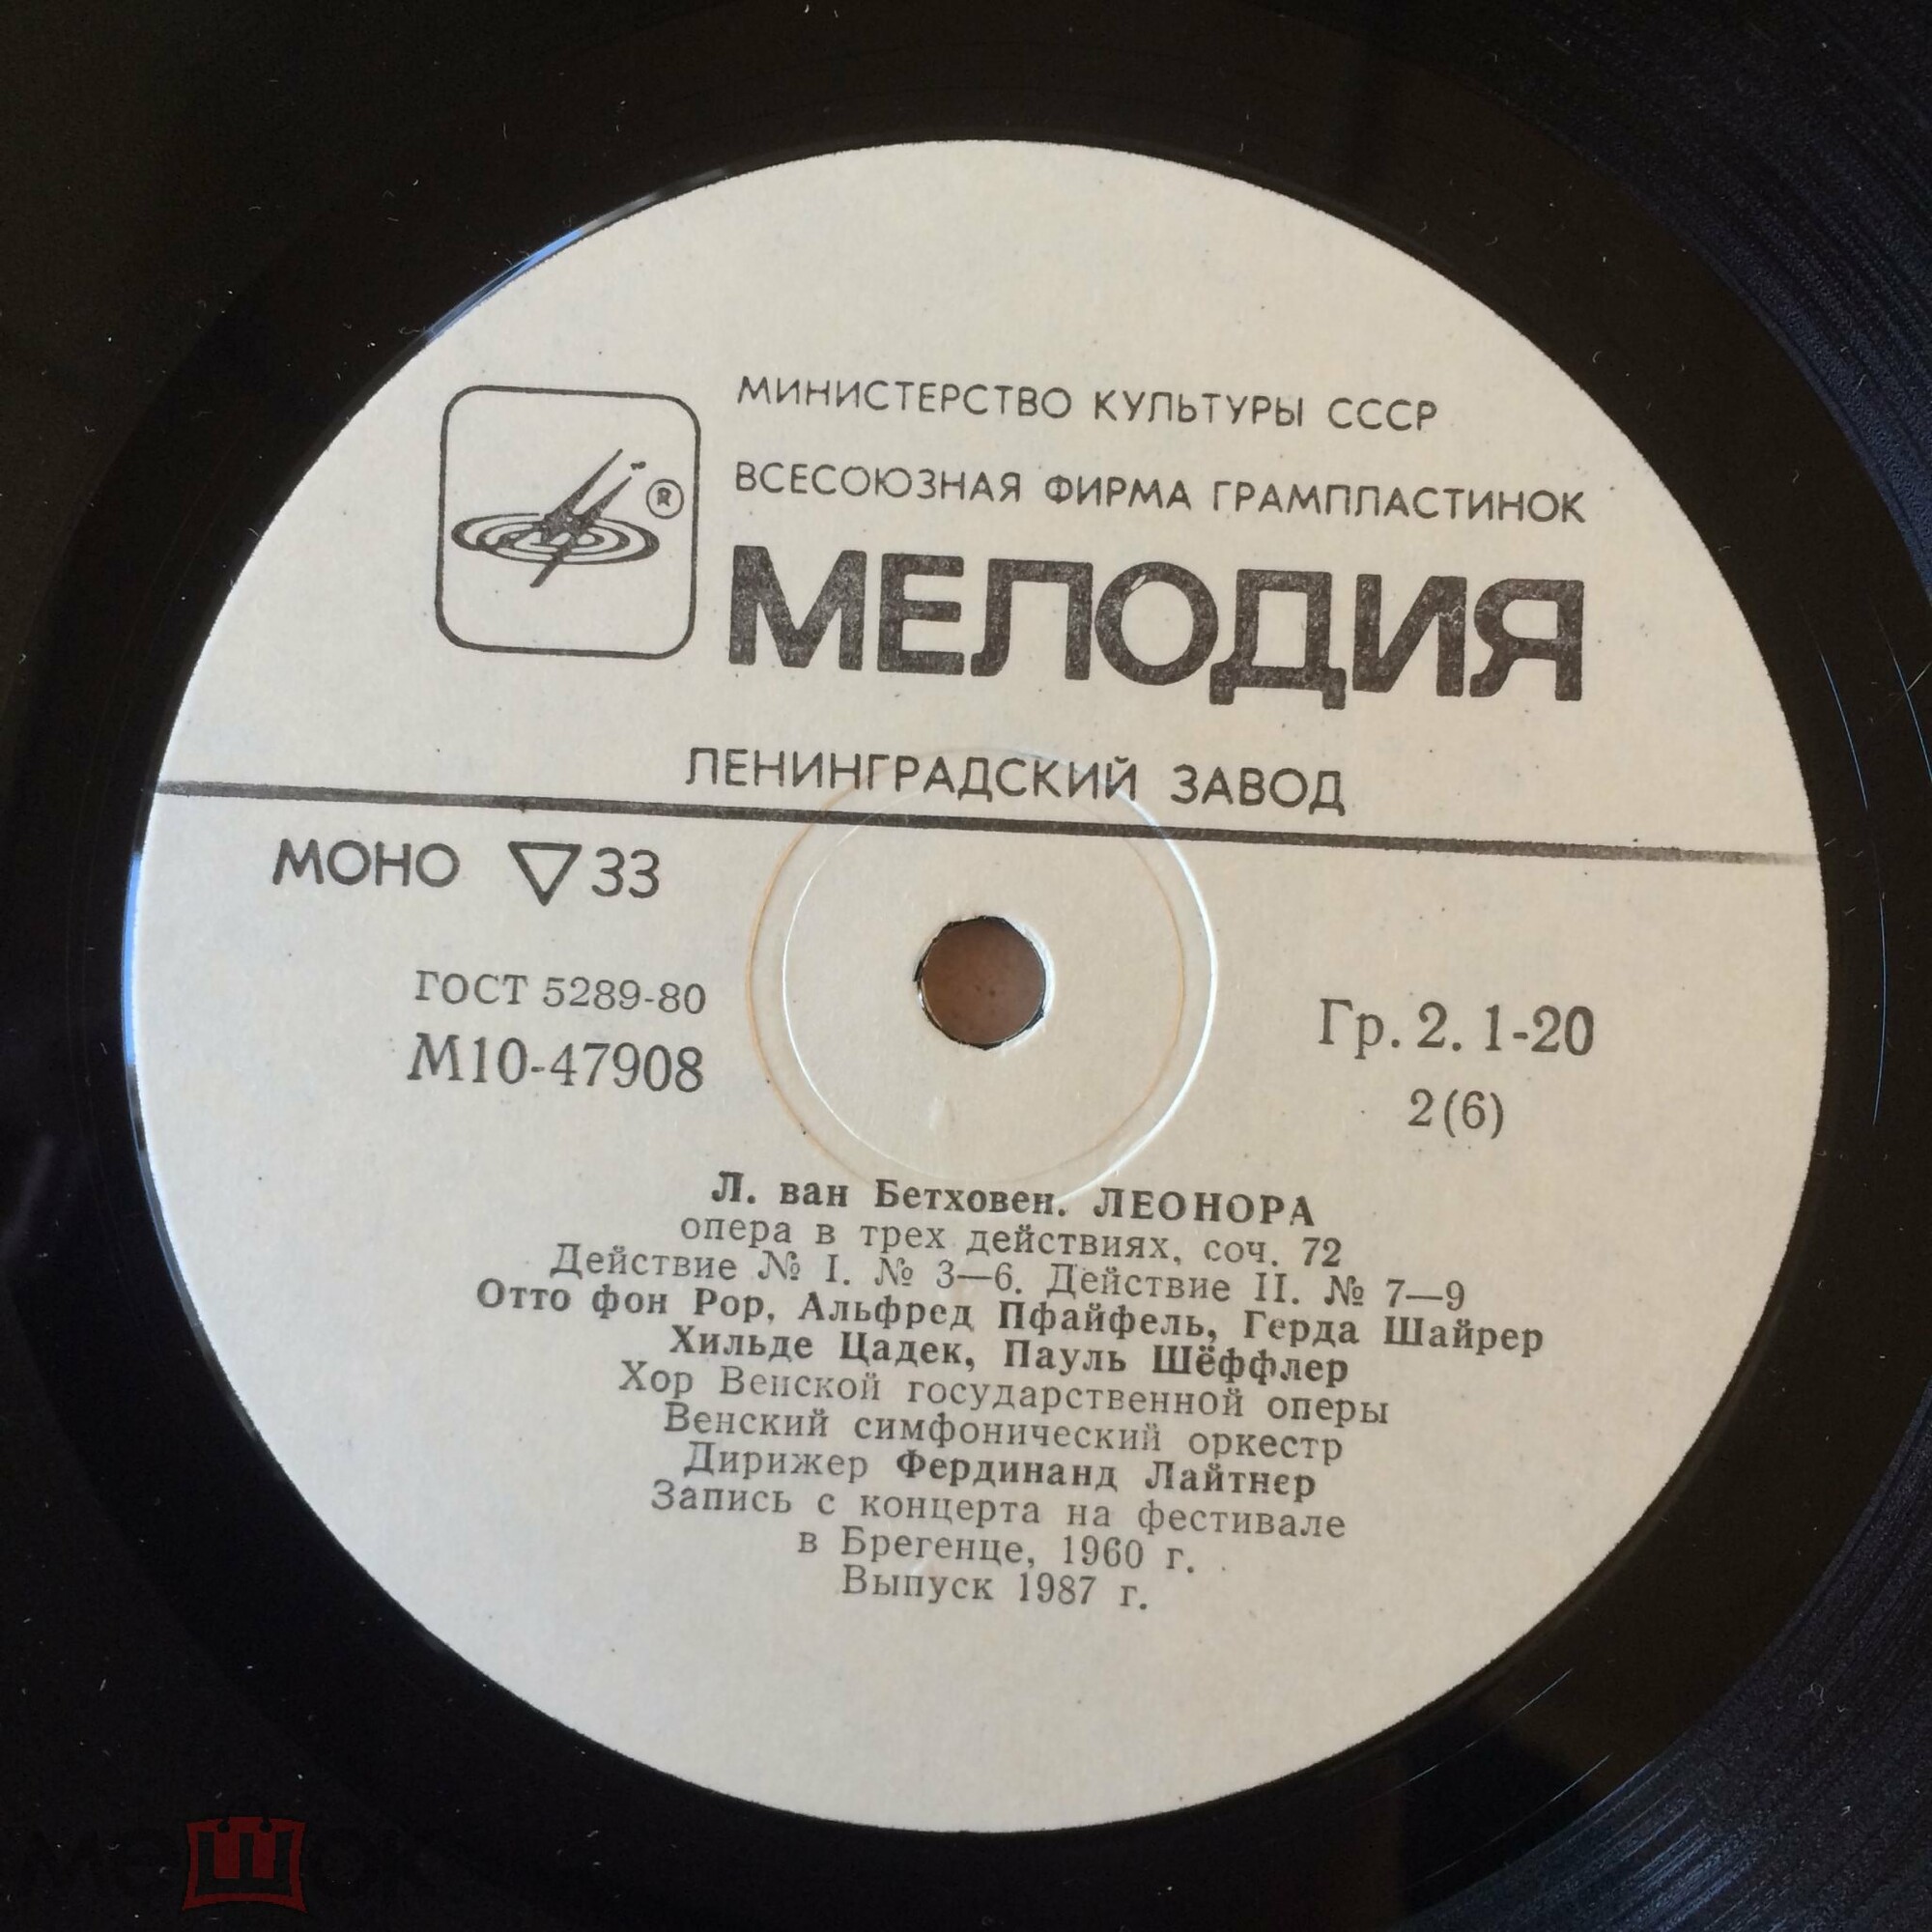 МИНИСТЕРСТВО КУЛЬТУРЫ СССР
ВСЕСОЮЗНАЯ ФИРМА ГРАМПЛАСТИНОК
®
МЕЛОДИЯ
ЛЕНИНГРАДСКИЙ ЗАВОД
МОНО ▽33
ГОСТ 5289-80
М10-47908
Гр. 2. 1-20
2(6)
Л. ван Бетховен. ЛЕОНОРА
опера в трех действиях, соч. 72
Действие № I. № 3—6. Действие II. № 7—9
Отто фон Рор, Альфред Пфайфель, Герда Шайрер
Хильде Цадек, Пауль Шёффлер
Хор Венской государственной оперы
Венский симфонический оркестр
Дирижер Фердинанд Лайтнер
Запись с концерта на фестивале
в Брегенце, 1960 г.
Выпуск 1987 г.
мешок